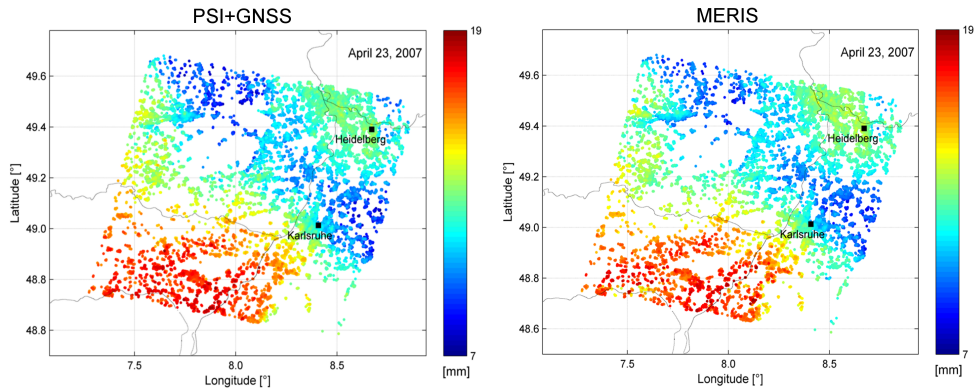 PSI+GNSS
MERIS
April 23, 2007
Heidelberg
Karlsruhe
49.6
49.4
49.2
49.0
48.8
7.5
8.0
8.5
Latitude [°]
Longitude [°]
19
7
[mm]
April 23, 2007
Heidelberg
Karlsruhe
49.6
49.4
49.2
49.0
48.8
48.6
7.5
8.0
8.5
Latitude [°]
Longitude [°]
19
7
[mm]